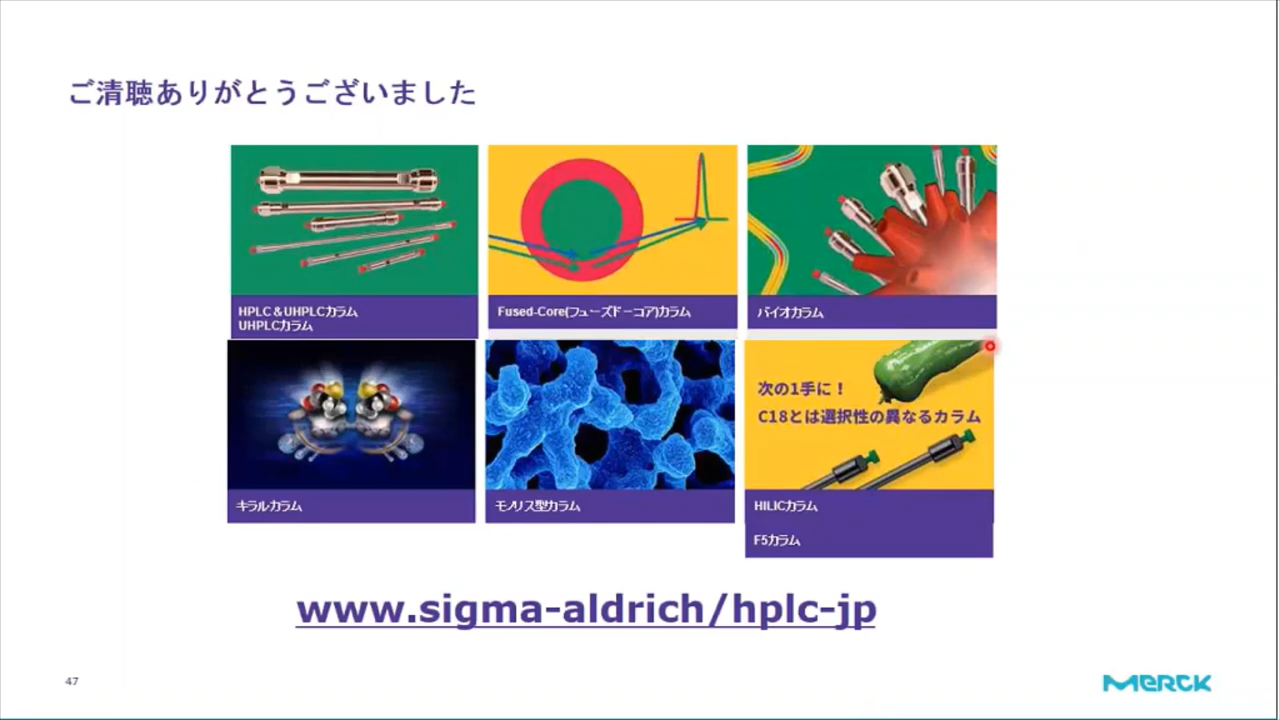 ご清聴ありがとうございました
HPLC＆UHPLCカラム
UHPLCカラム
Fused-Core(フューズドーコア)カラム
バイオカラム
次の1手に！
C18とは選択性の異なるカラム
キラルカラム
モノリス型カラム
HILICカラム
F5カラム
www.sigma-aldrich/hplc-jp
47
MERCK